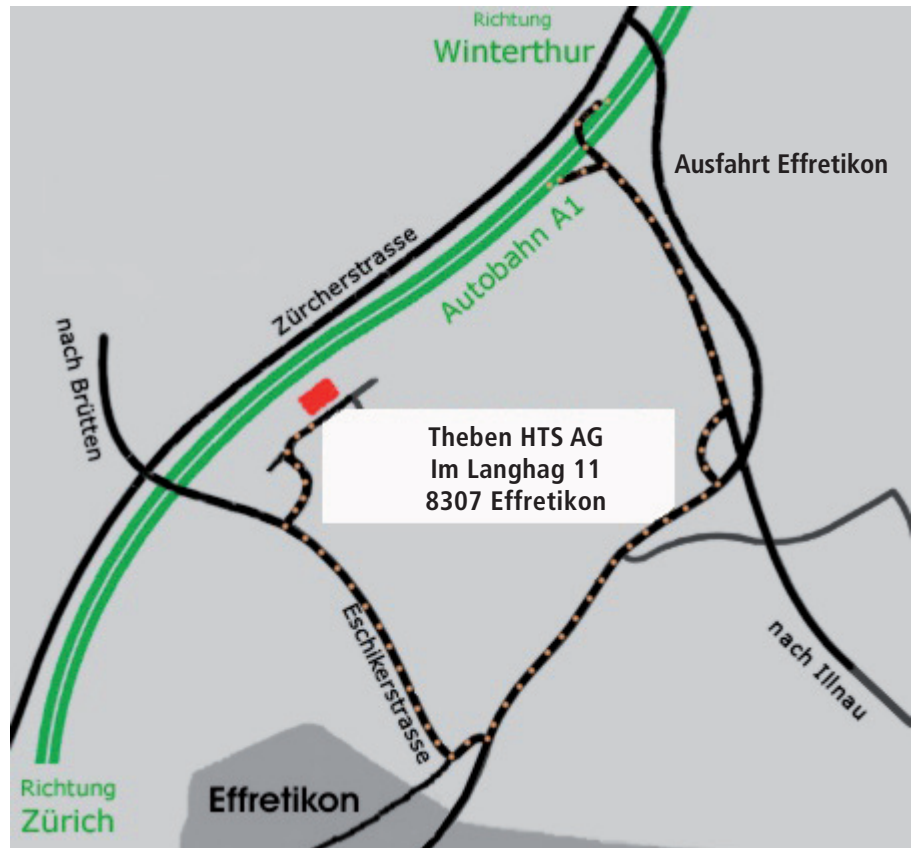 Richtung
Winterthur
Ausfahrt Effretikon
Autobahn A1
Zürcherstrasse
nach Brütten
Theben HTS AG
Im Langhag 11
8307 Effretikon
Eschikerstrasse
nach Illnau
Richtung
Zürich
Effretikon